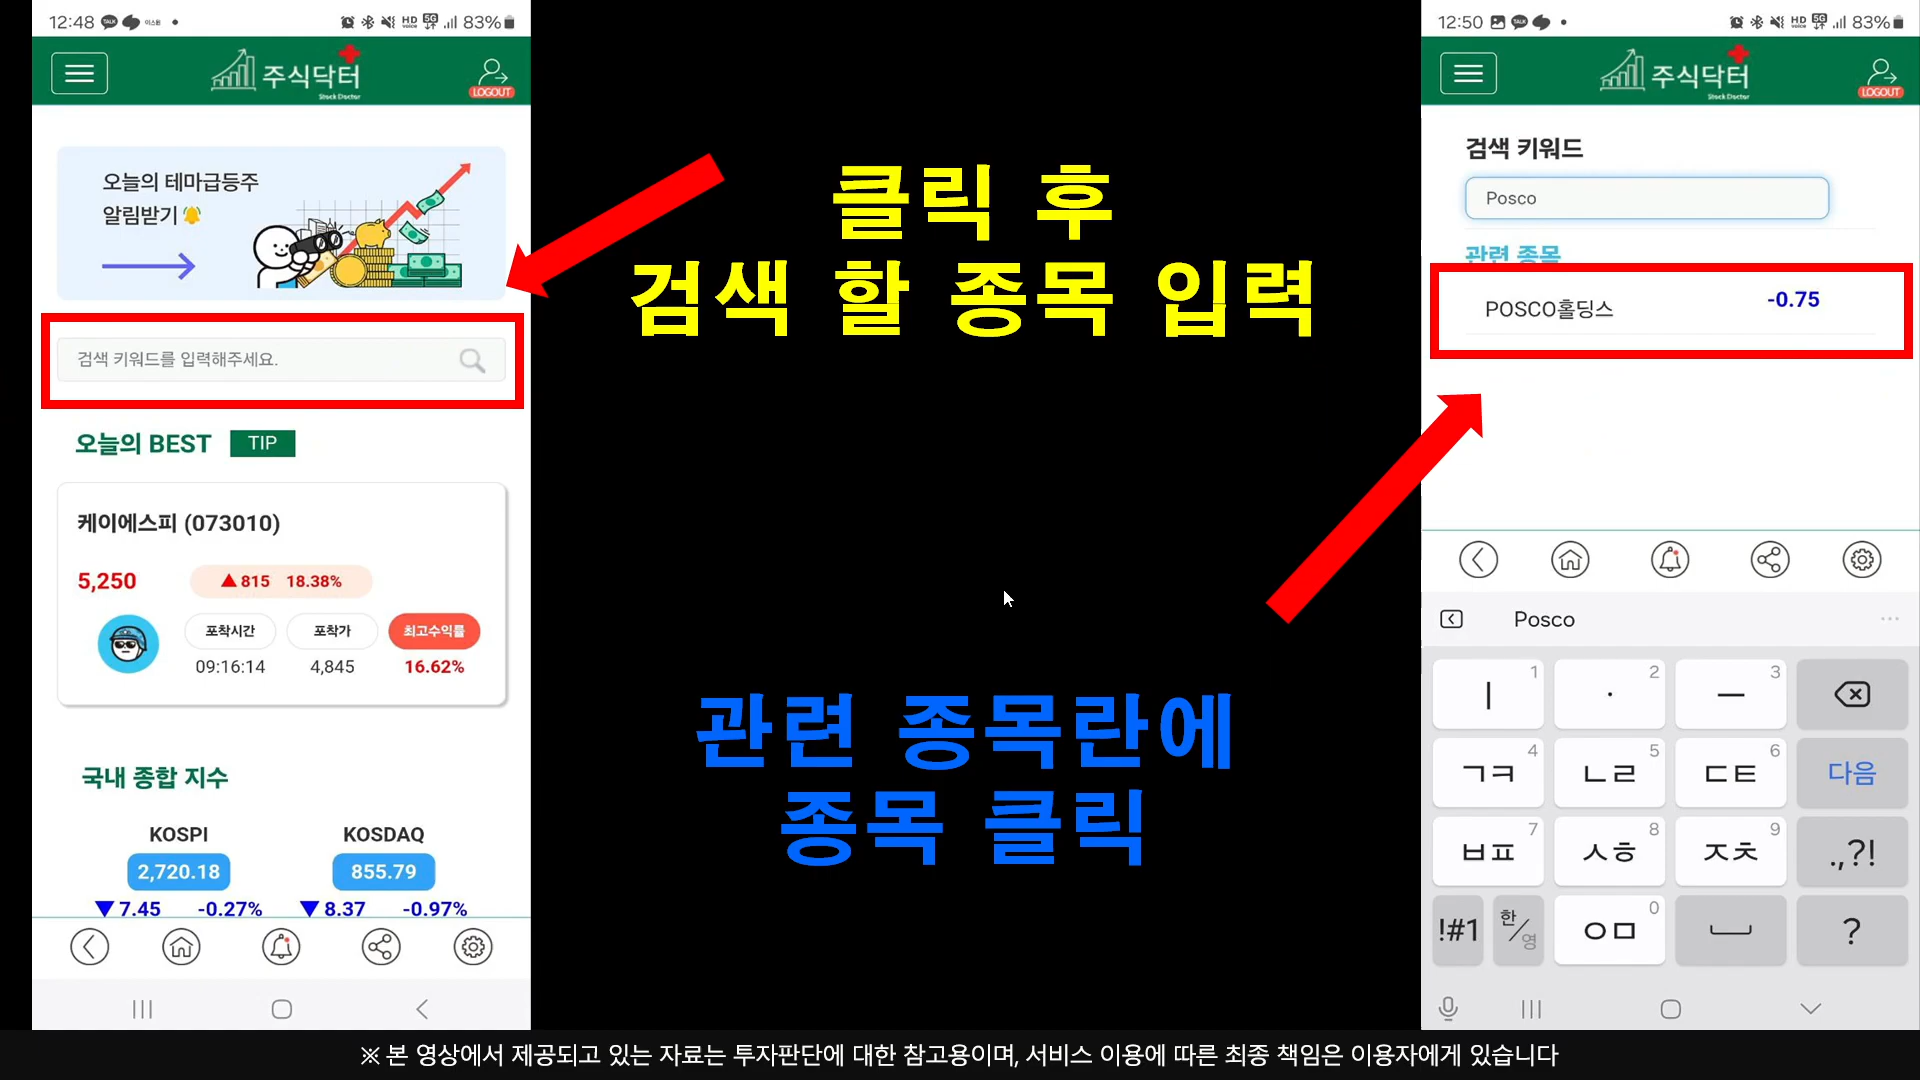 12:48
HD voice 5G 83%
주식닥터
Stock Doctor
LOGOUT
오늘의 테마급등주
알림받기
검색 키워드를 입력해주세요.
오늘의 BEST TIP
케이에스피 (073010)
5,250 ▲815 18.38%
포착시간 포착가 최고수익률
09:16:14 4,845 16.62%
국내 종합 지수
KOSPI KOSDAQ
2,720.18 855.79
▼7.45 -0.27% ▼8.37 -0.97%
클릭 후
검색 할 종목 입력
관련 종목란에
종목 클릭
12:50
HD voice 5G 83%
주식닥터
Stock Doctor
LOGOUT
검색 키워드
Posco
관련 종목
POSCO홀딩스 -0.75
Posco
ㅣ 1 · 2 ㅡ 3
ㄱㅋ 4 ㄴㄹ 5 ㄷㅌ 6 다음
ㅂㅍ 7 ㅅㅎ 8 ㅈㅊ 9 .,?!
!#1 한/영 ㅇㅁ 0 ?
※ 본 영상에서 제공되고 있는 자료는 투자판단에 대한 참고용이며, 서비스 이용에 따른 최종 책임은 이용자에게 있습니다